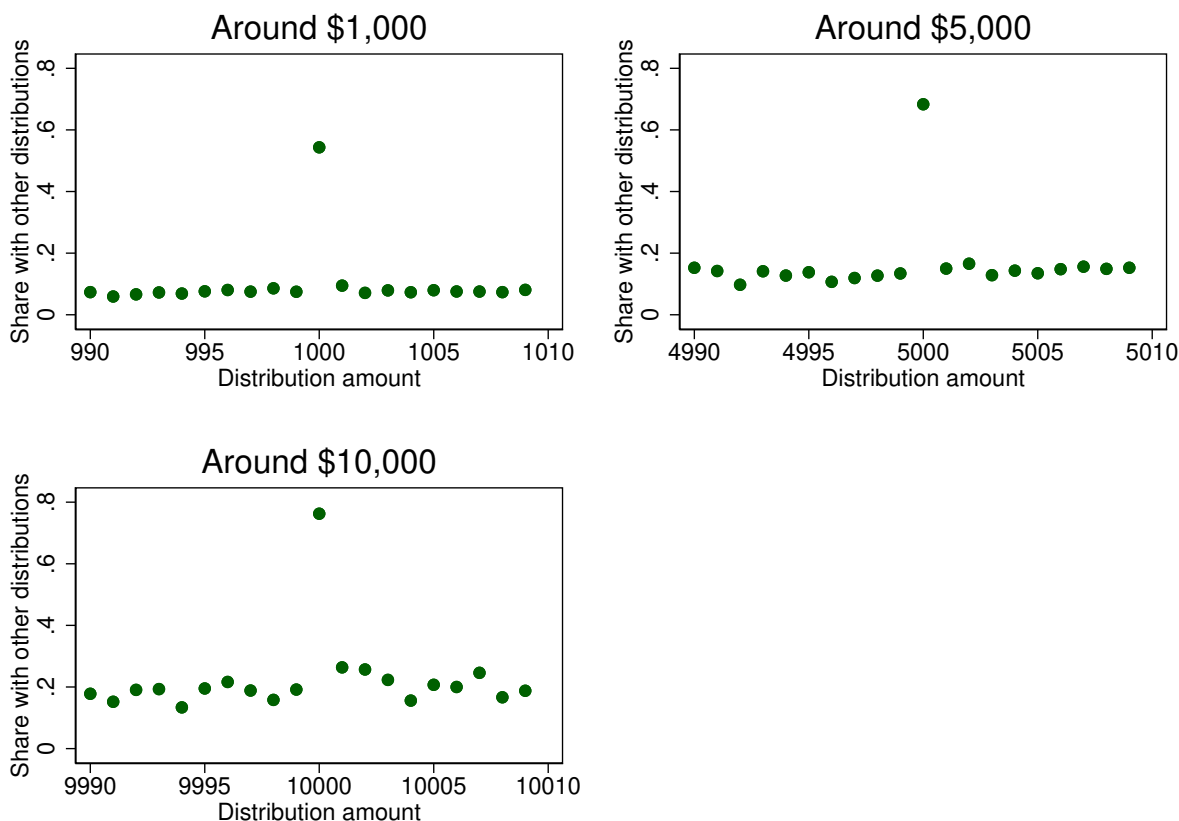 Around $1,000
Share with other distributions
.8
.6
.4
.2
0
990 995 1000 1005 1010
Distribution amount
Around $5,000
Share with other distributions
.8
.6
.4
.2
0
4990 4995 5000 5005 5010
Distribution amount
Around $10,000
Share with other distributions
.8
.6
.4
.2
0
9990 9995 10000 10005 10010
Distribution amount